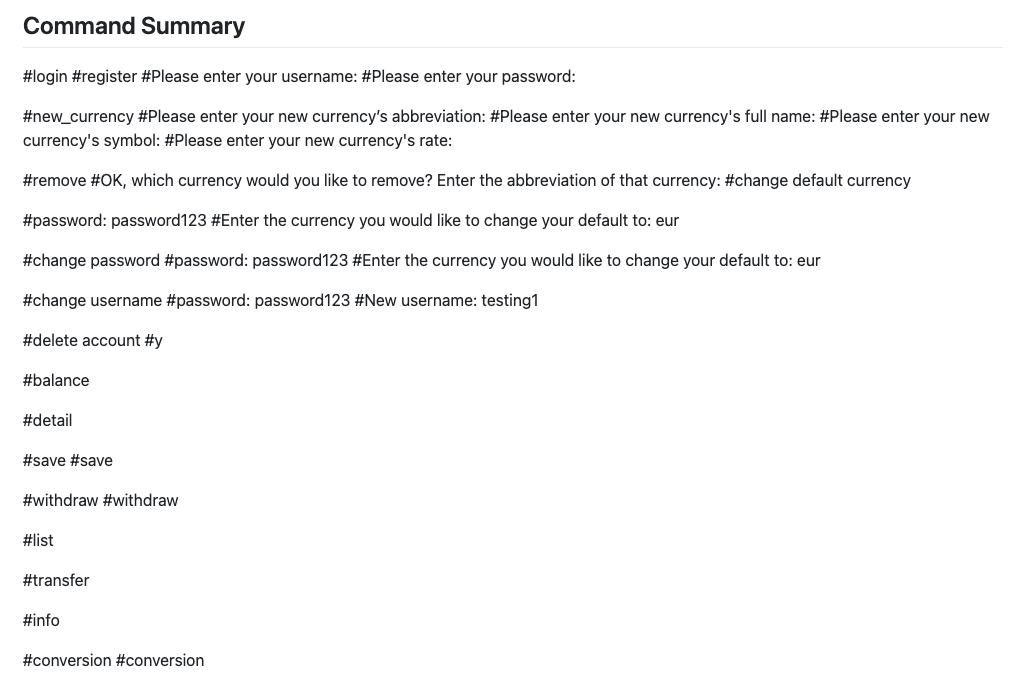 Command Summary
#login #register #Please enter your username: #Please enter your password:
#new_currency #Please enter your new currency’s abbreviation: #Please enter your new currency's full name: #Please enter your new
currency's symbol: #Please enter your new currency's rate:
#remove #OK, which currency would you like to remove? Enter the abbreviation of that currency: #change default currency
#password: password123 #Enter the currency you would like to change your default to: eur
#change password #password: password123 #Enter the currency you would like to change your default to: eur
#change username #password: password123 #New username: testing1
#delete account #y
#balance
#detail
#save #save
#withdraw #withdraw
#list
#transfer
#info
#conversion #conversion